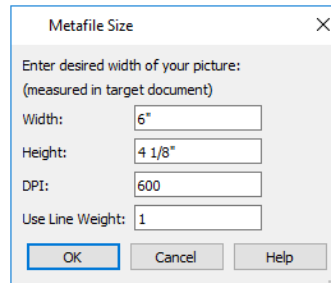 Metafile Size
Enter desired width of your picture:
(measured in target document)
Width: 6"
Height: 4 1/8"
DPI: 600
Use Line Weight: 1
OK Cancel Help